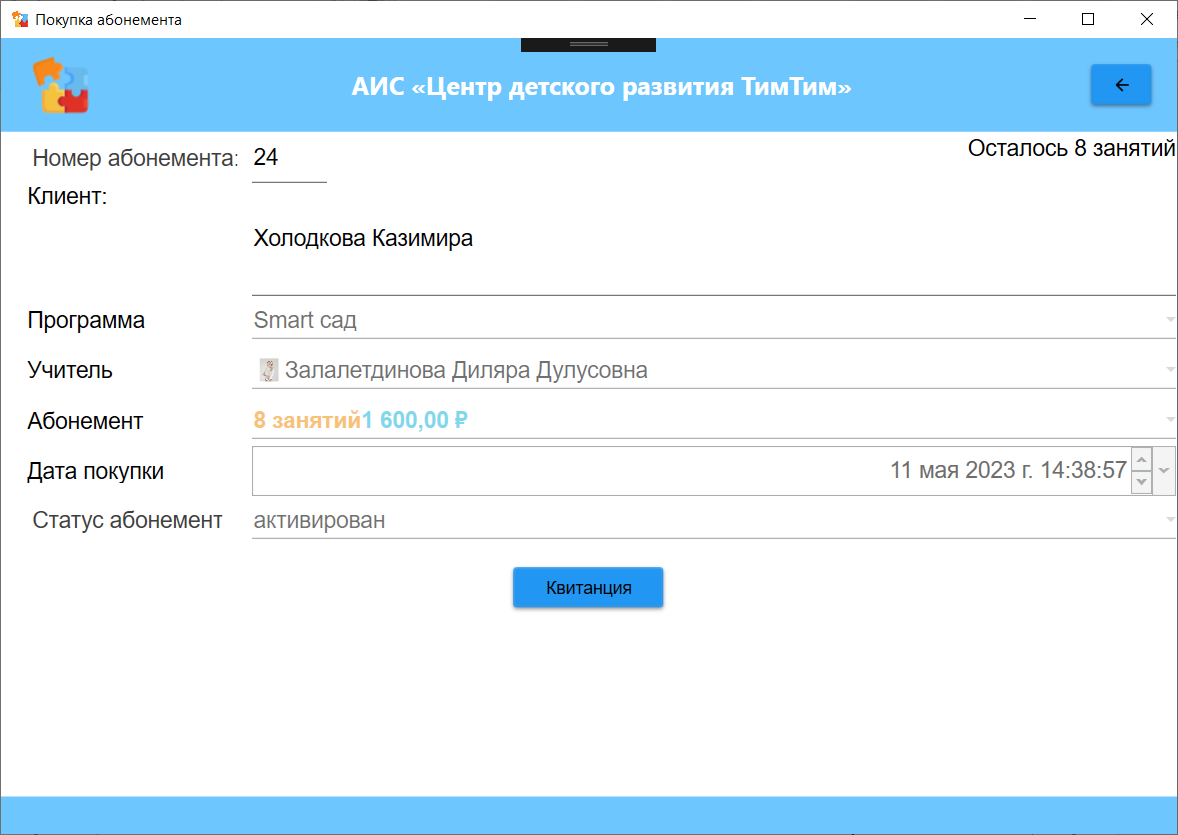 Покупка абонемента
АИС «Центр детского развития ТимТим»
Номер абонемента: 24
Осталось 8 занятий
Клиент:
Холодкова Казимира
Программа Smart сад
Учитель Залалетдинова Диляра Дулусовна
Абонемент 8 занятий1 600,00 ₽
Дата покупки 11 мая 2023 г. 14:38:57
Статус абонемент активирован
Квитанция